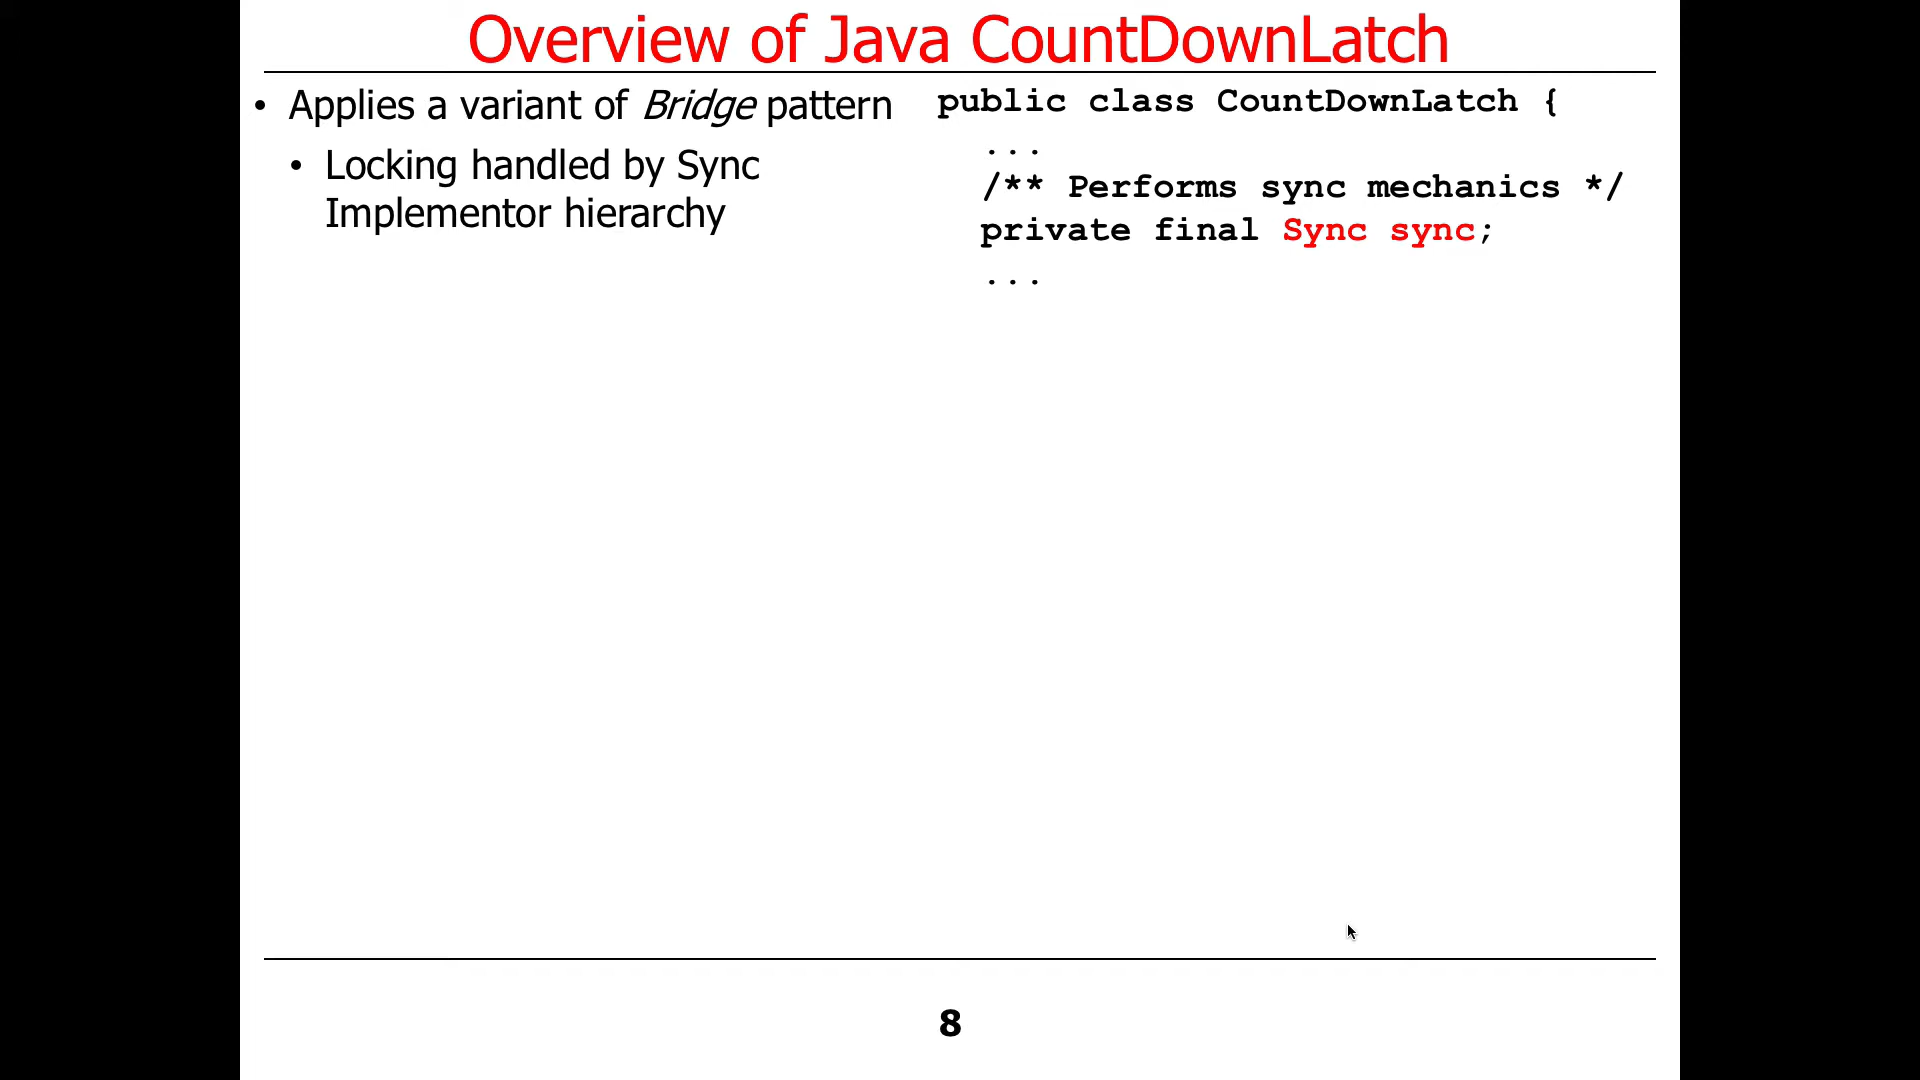 Overview of Java CountDownLatch
• Applies a variant of Bridge pattern
• Locking handled by Sync
Implementor hierarchy
public class CountDownLatch {
...
/** Performs sync mechanics */
private final Sync sync;
...
8